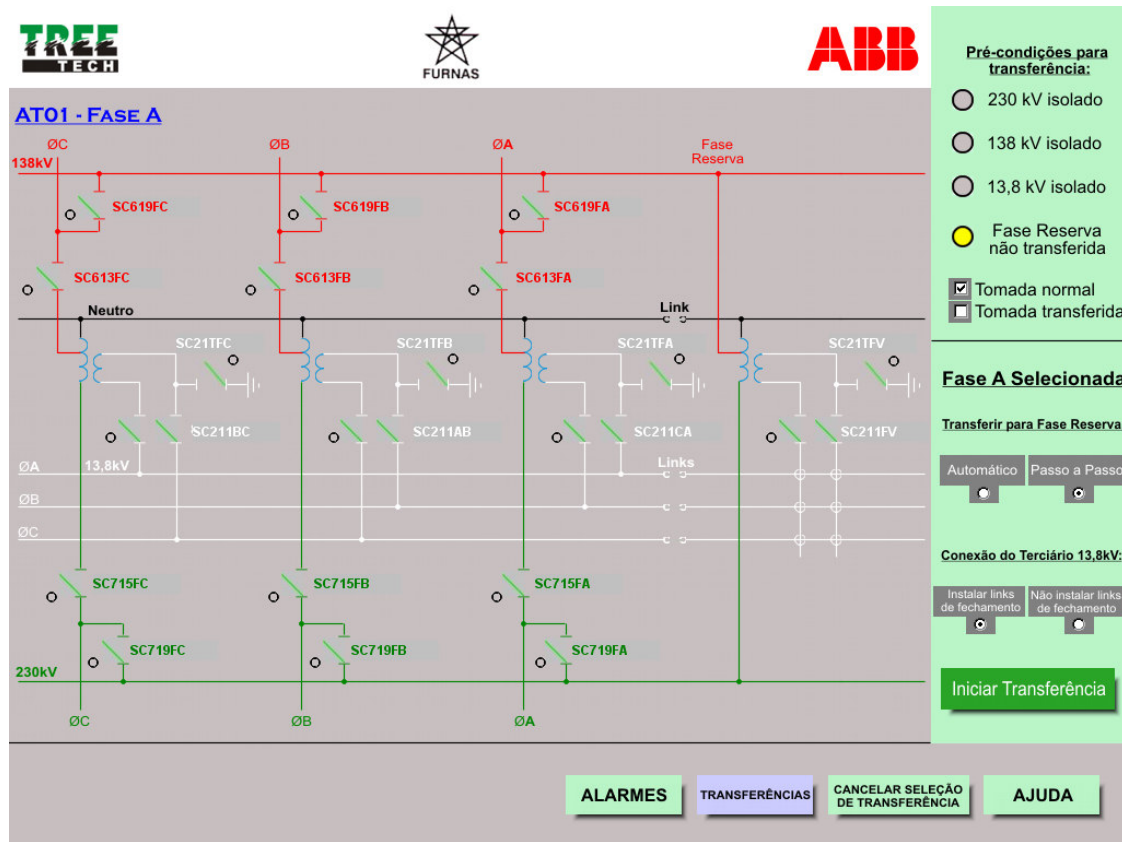 TREE
TECH
FURNAS
ABB
AT01 - FASE A
ØC
ØB
ØA
Fase
Reserva
138kV
SC619FC
SC619FB
SC619FA
SC613FC
SC613FB
SC613FA
Neutro
Link
SC21TFC
SC21TFB
SC21TFA
SC21TFV
SC211BC
SC211AB
SC211CA
SC211FV
ØA
13,8kV
Links
ØB
ØC
SC715FC
SC715FB
SC715FA
SC719FC
SC719FB
SC719FA
230kV
ØC
ØB
ØA
Pré-condições para
transferência:
230 kV isolado
138 kV isolado
13,8 kV isolado
Fase Reserva
não transferida
Tomada normal
Tomada transferida
Fase A Selecionada
Transferir para Fase Reserva
Automático
Passo a Passo
Conexão do Terciário 13,8kV:
Instalar links
de fechamento
Não instalar links
de fechamento
Iniciar Transferência
ALARMES
TRANSFERÊNCIAS
CANCELAR SELEÇÃO
DE TRANSFERÊNCIA
AJUDA